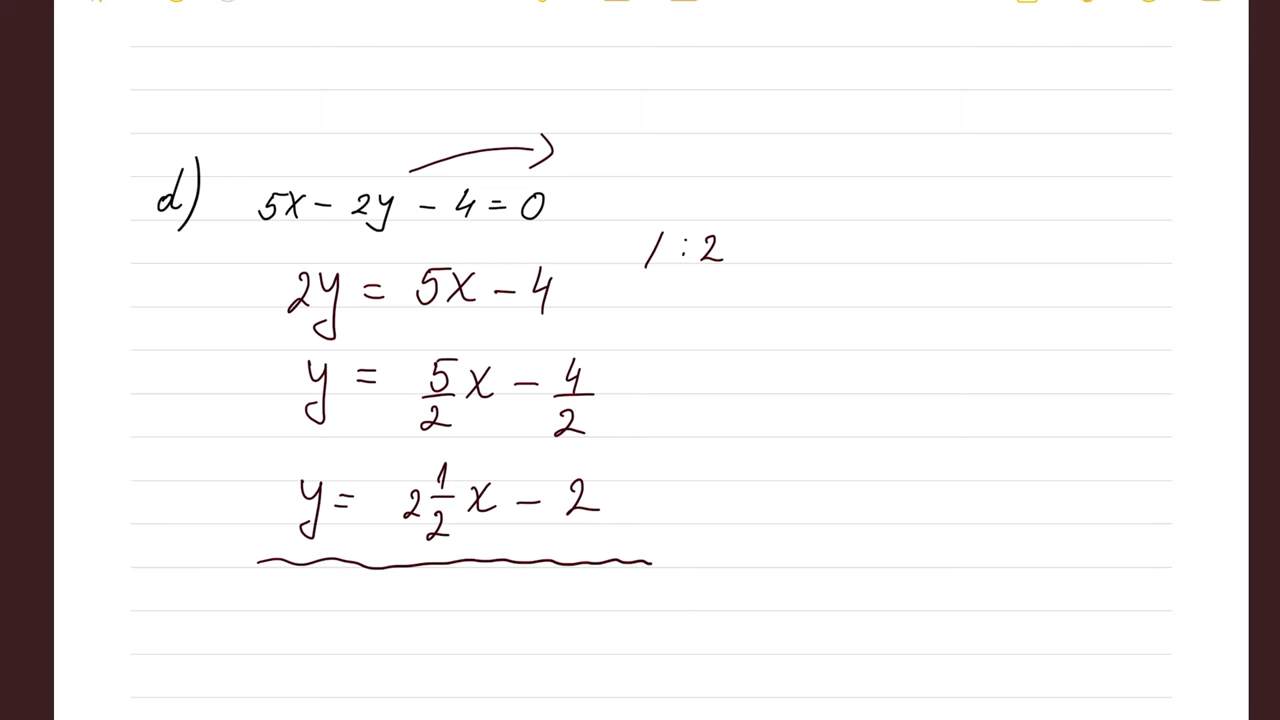 d) 5x - 2y - 4 = 0
/ : 2
2y = 5x - 4
y = 5/2 x - 4/2
y = 2 1/2 x - 2